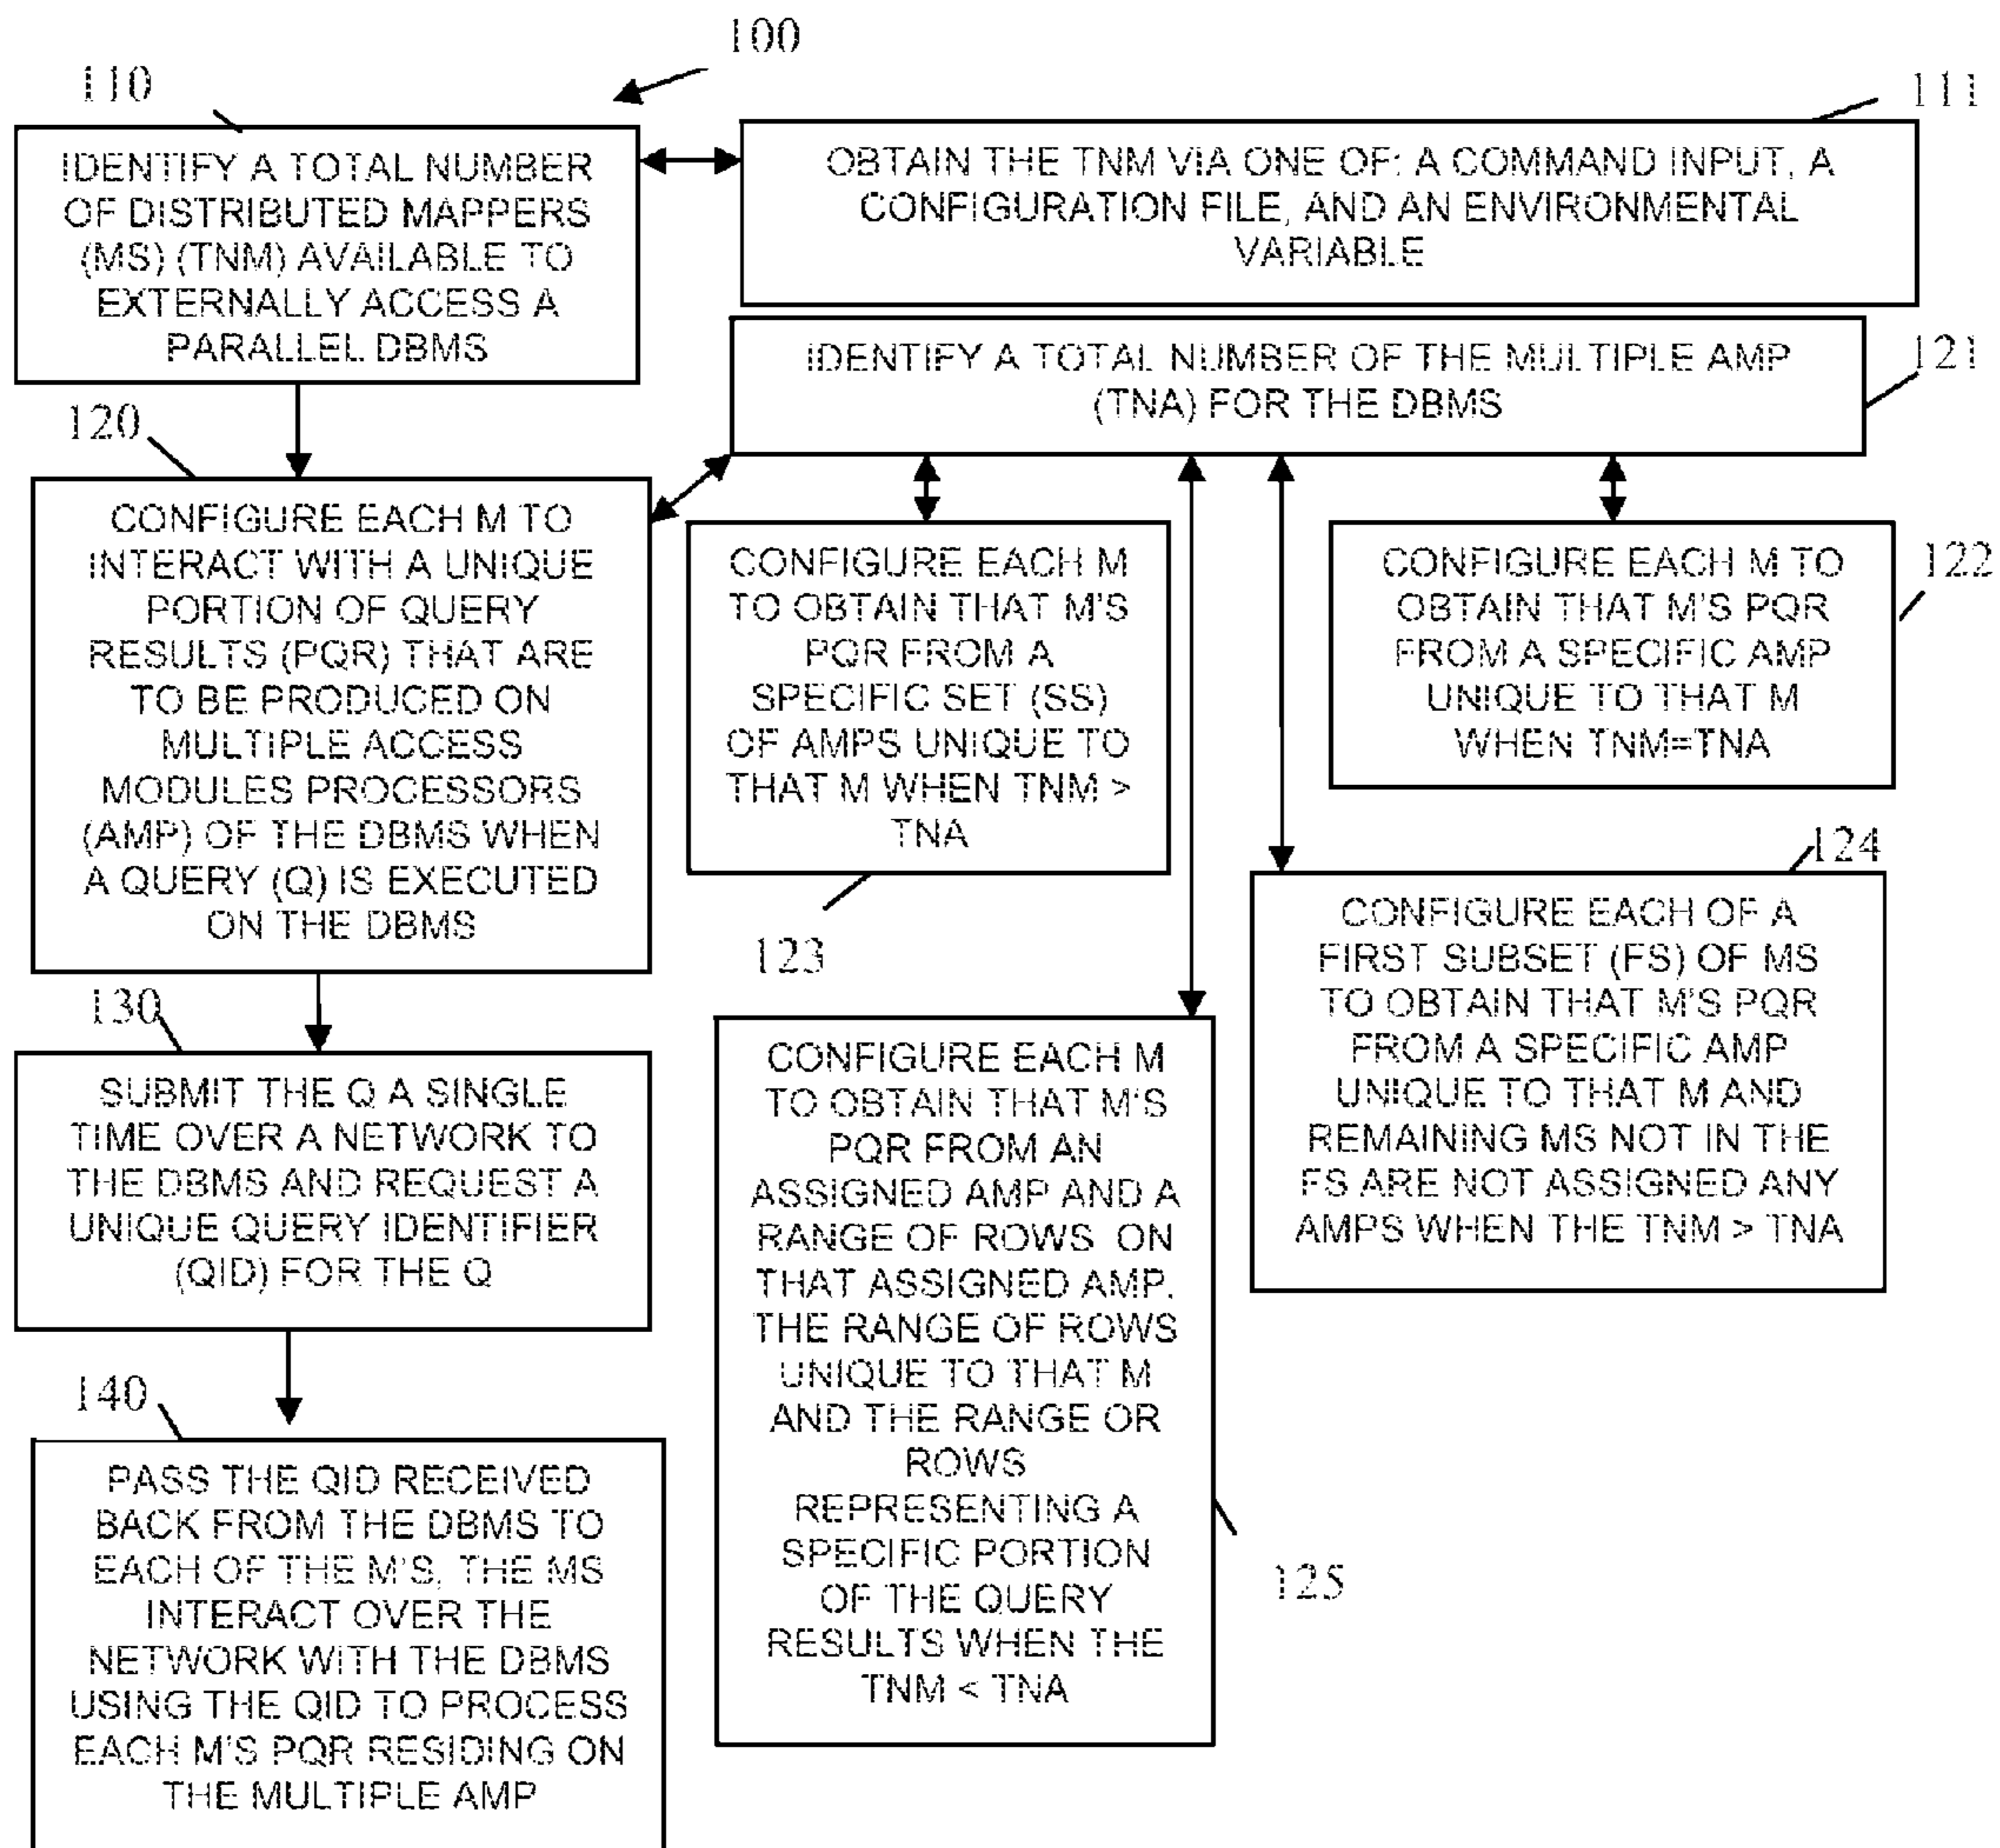 100
110
IDENTIFY A TOTAL NUMBER
OF DISTRIBUTED MAPPERS
(MS) (TNM) AVAILABLE TO
EXTERNALLY ACCESS A
PARALLEL DBMS
111
OBTAIN THE TNM VIA ONE OF: A COMMAND INPUT, A
CONFIGURATION FILE, AND AN ENVIRONMENTAL
VARIABLE
121
IDENTIFY A TOTAL NUMBER OF THE MULTIPLE AMP
(TNA) FOR THE DBMS
120
CONFIGURE EACH M TO
INTERACT WITH A UNIQUE
PORTION OF QUERY
RESULTS (PQR) THAT ARE
TO BE PRODUCED ON
MULTIPLE ACCESS
MODULES PROCESSORS
(AMP) OF THE DBMS WHEN
A QUERY (Q) IS EXECUTED
ON THE DBMS
CONFIGURE EACH M
TO OBTAIN THAT M'S
PQR FROM A
SPECIFIC SET (SS)
OF AMPS UNIQUE TO
THAT M WHEN TNM >
TNA
123
122
CONFIGURE EACH M TO
OBTAIN THAT M'S PQR
FROM A SPECIFIC AMP
UNIQUE TO THAT M
WHEN TNM=TNA
124
CONFIGURE EACH OF A
FIRST SUBSET (FS) OF MS
TO OBTAIN THAT M'S PQR
FROM A SPECIFIC AMP
UNIQUE TO THAT M AND
REMAINING MS NOT IN THE
FS ARE NOT ASSIGNED ANY
AMPS WHEN THE TNM > TNA
130
SUBMIT THE Q A SINGLE
TIME OVER A NETWORK TO
THE DBMS AND REQUEST A
UNIQUE QUERY IDENTIFIER
(QID) FOR THE Q
CONFIGURE EACH M
TO OBTAIN THAT M'S
PQR FROM AN
ASSIGNED AMP AND A
RANGE OF ROWS ON
THAT ASSIGNED AMP,
THE RANGE OF ROWS
UNIQUE TO THAT M
AND THE RANGE OR
ROWS
REPRESENTING A
SPECIFIC PORTION
OF THE QUERY
RESULTS WHEN THE
TNM < TNA
125
140
PASS THE QID RECEIVED
BACK FROM THE DBMS TO
EACH OF THE M'S, THE MS
INTERACT OVER THE
NETWORK WITH THE DBMS
USING THE QID TO PROCESS
EACH M'S PQR RESIDING ON
THE MULTIPLE AMP